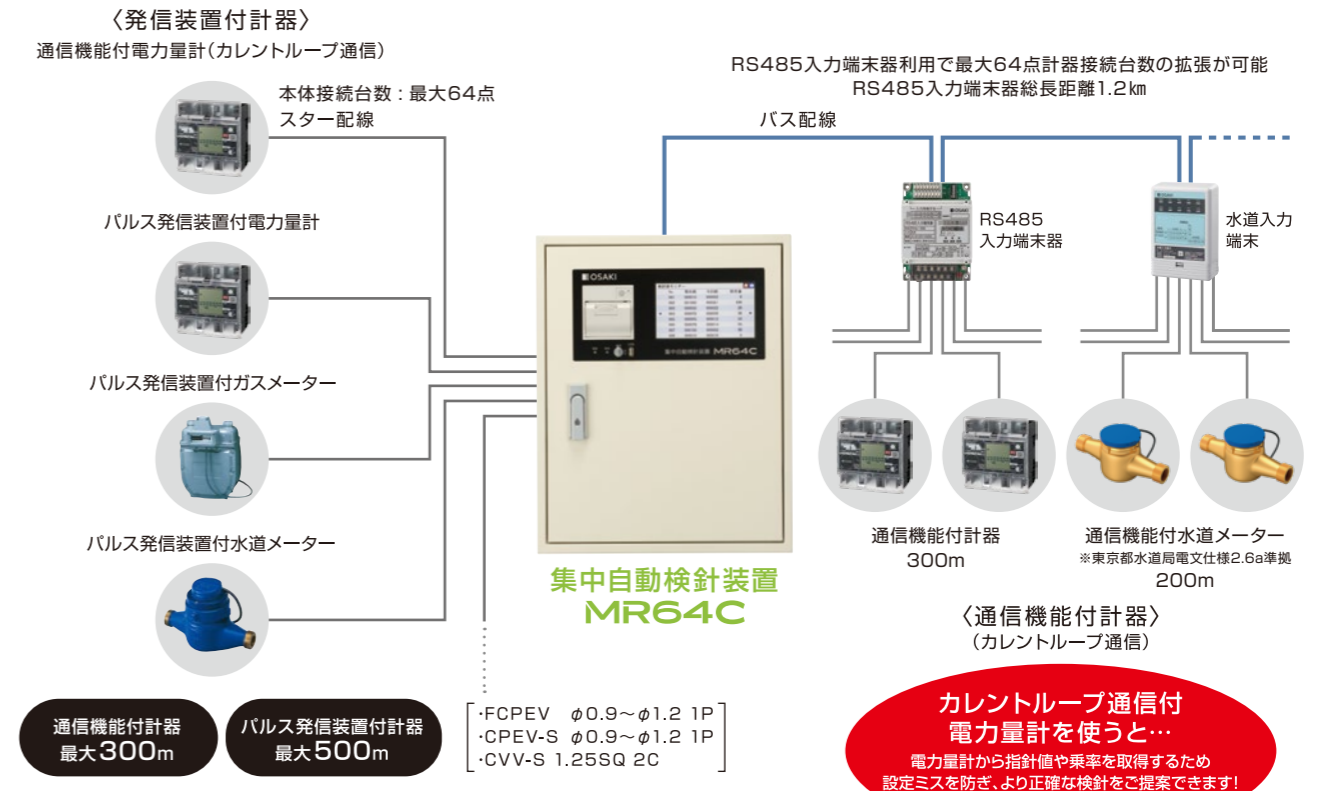 〈発信装置付計器〉
通信機能付電力量計(カレントループ通信)
本体接続台数:最大64点
スター配線
パルス発信装置付電力量計
パルス発信装置付ガスメーター
パルス発信装置付水道メーター
通信機能付計器
最大300m
パルス発信装置付計器
最大500m
・FCPEV φ0.9～φ1.2 1P
・CPEV-S φ0.9～φ1.2 1P
・CVV-S 1.25SQ 2C
OSAKI
集中自動検針装置 MR64C
集中自動検針装置
MR64C
RS485入力端末器利用で最大64点計器接続台数の拡張が可能
RS485入力端末器総長距離1.2㎞
バス配線
RS485
入力端末器
水道入力
端末
通信機能付計器
300m
通信機能付水道メーター
※東京都水道局電文仕様2.6a準拠
200m
〈通信機能付計器〉
(カレントループ通信)
カレントループ通信付
電力量計を使うと…
電力量計から指針値や乗率を取得するため
設定ミスを防ぎ、より正確な検針をご提案できます!